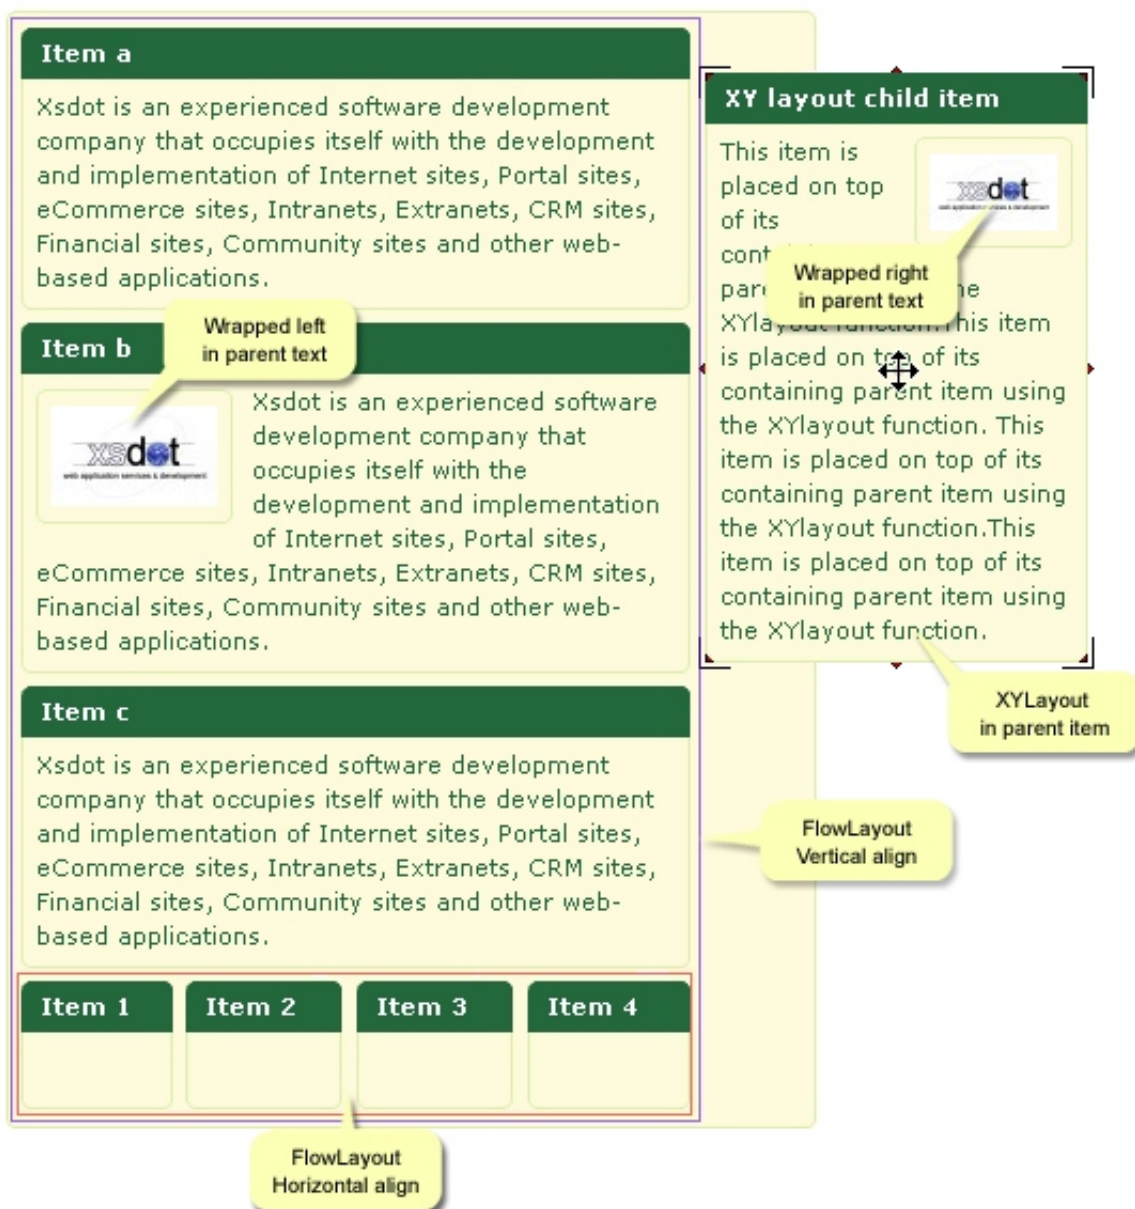 Item a
Xsdot is an experienced software development
company that occupies itself with the development
and implementation of Internet sites, Portal sites,
eCommerce sites, Intranets, Extranets, CRM sites,
Financial sites, Community sites and other web-
based applications.
Wrapped left
in parent text
Item b
xsdot
web application services & development
Xsdot is an experienced software
development company that
occupies itself with the
development and implementation
of Internet sites, Portal sites,
eCommerce sites, Intranets, Extranets, CRM sites,
Financial sites, Community sites and other web-
based applications.
Item c
Xsdot is an experienced software development
company that occupies itself with the development
and implementation of Internet sites, Portal sites,
eCommerce sites, Intranets, Extranets, CRM sites,
Financial sites, Community sites and other web-
based applications.
Item 1
Item 2
Item 3
Item 4
FlowLayout
Horizontal align
XY layout child item
This item is
placed on top
of its
xsdot
Wrapped right
in parent text
XYlayout function.This item
is placed on top of its
containing parent item using
the XYlayout function. This
item is placed on top of its
containing parent item using
the XYlayout function.This
item is placed on top of its
containing parent item using
the XYlayout function.
XYLayout
in parent item
FlowLayout
Vertical align